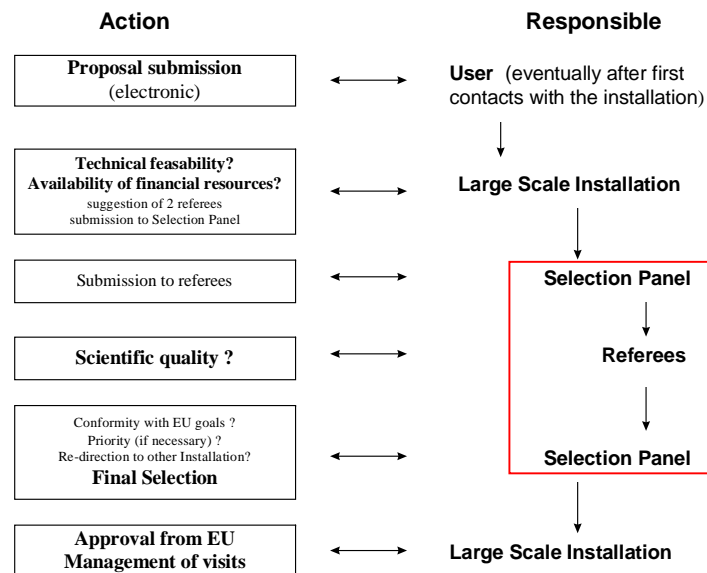 Action
Responsible
Proposal submission
(electronic)
User (eventually after first
contacts with the installation)
Technical feasability?
Availability of financial resources?
suggestion of 2 referees
submission to Selection Panel
Large Scale Installation
Submission to referees
Selection Panel
Scientific quality ?
Referees
Conformity with EU goals ?
Priority (if necessary) ?
Re-direction to other Installation?
Final Selection
Selection Panel
Approval from EU
Management of visits
Large Scale Installation